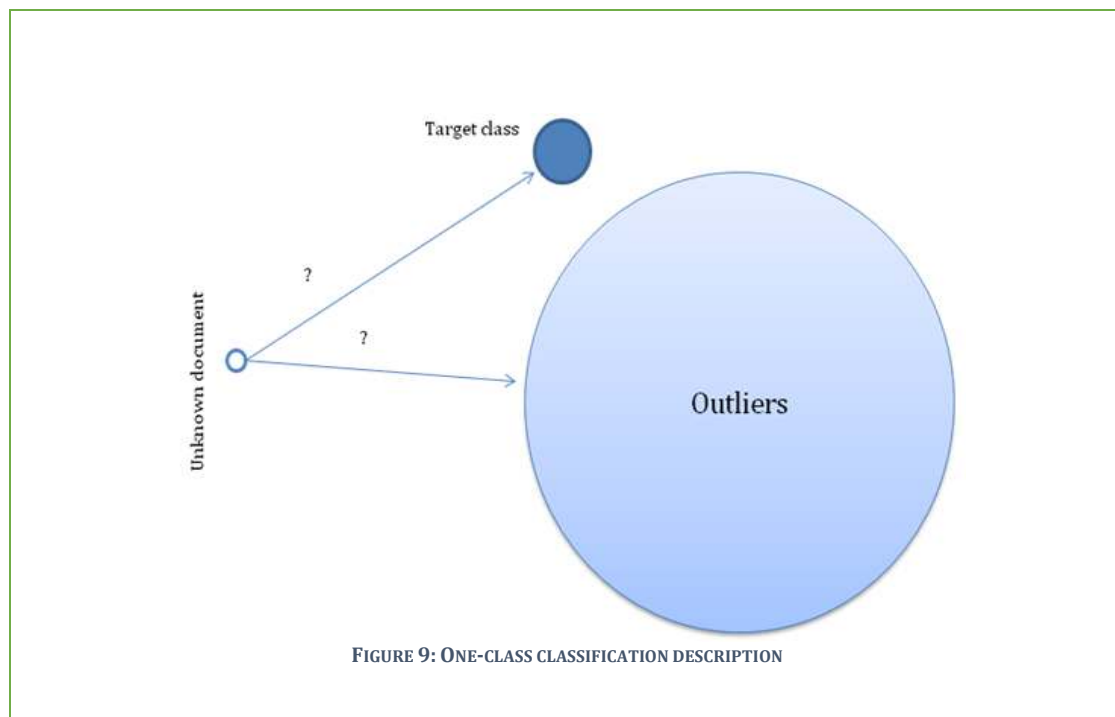 Target class
?
?
Unknown document
Outliers
FIGURE 9: ONE-CLASS CLASSIFICATION DESCRIPTION